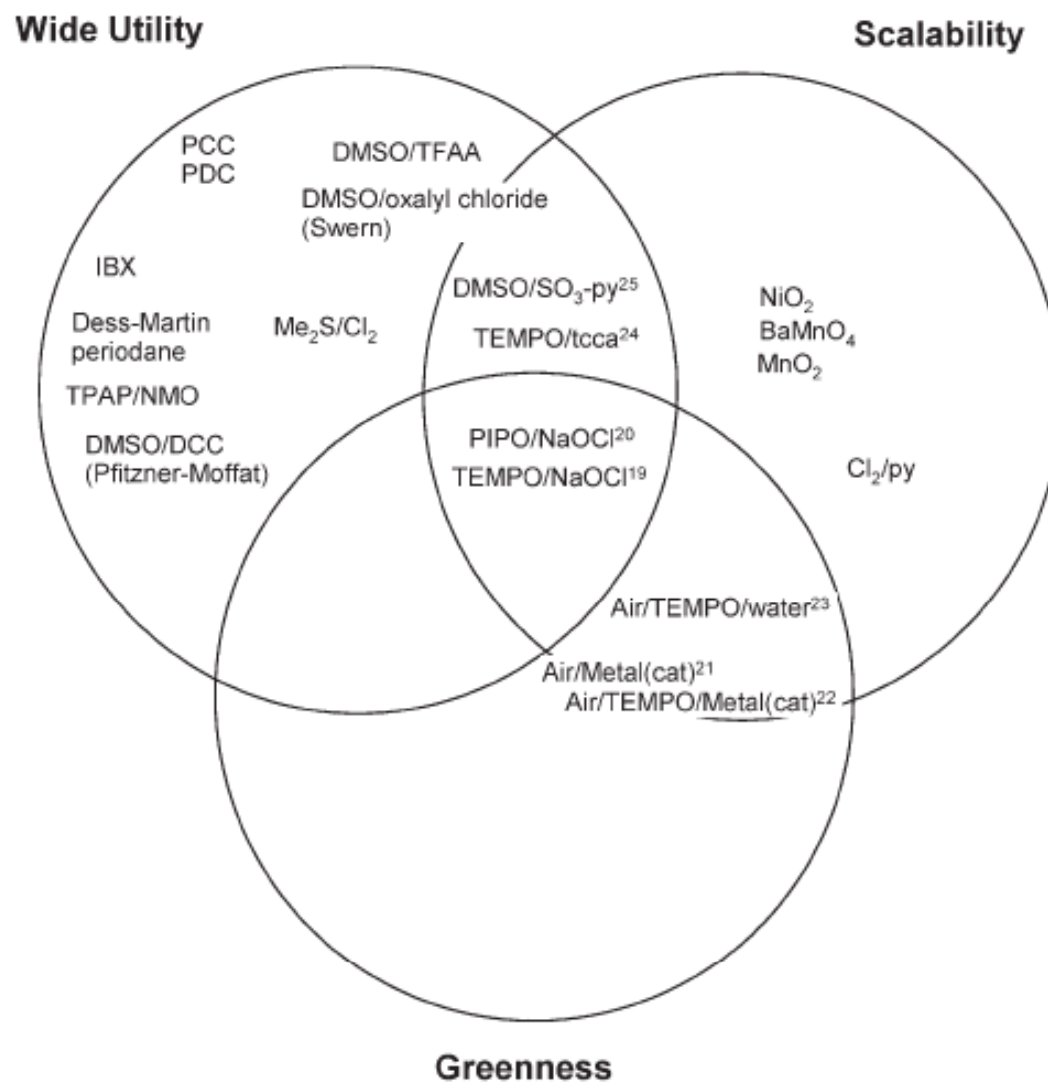 Wide Utility
Scalability
PCC
PDC
DMSO/TFAA
DMSO/oxalyl chloride
(Swern)
IBX
Dess-Martin
periodane
Me₂S/Cl₂
TPAP/NMO
DMSO/DCC
(Pfitzner-Moffat)
DMSO/SO₃-py²⁵
TEMPO/tcca²⁴
NiO₂
BaMnO₄
MnO₂
Cl₂/py
PIPO/NaOCl²⁰
TEMPO/NaOCl¹⁹
Air/TEMPO/water²³
Air/Metal(cat)²¹
Air/TEMPO/Metal(cat)²²
Greenness